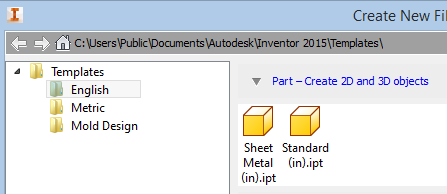 Create New Fil
C:\Users\Public\Documents\Autodesk\Inventor 2015\Templates\
Templates
English
Metric
Mold Design
Part – Create 2D and 3D objects
Sheet
Metal
(in).ipt
Standard
(in).ipt